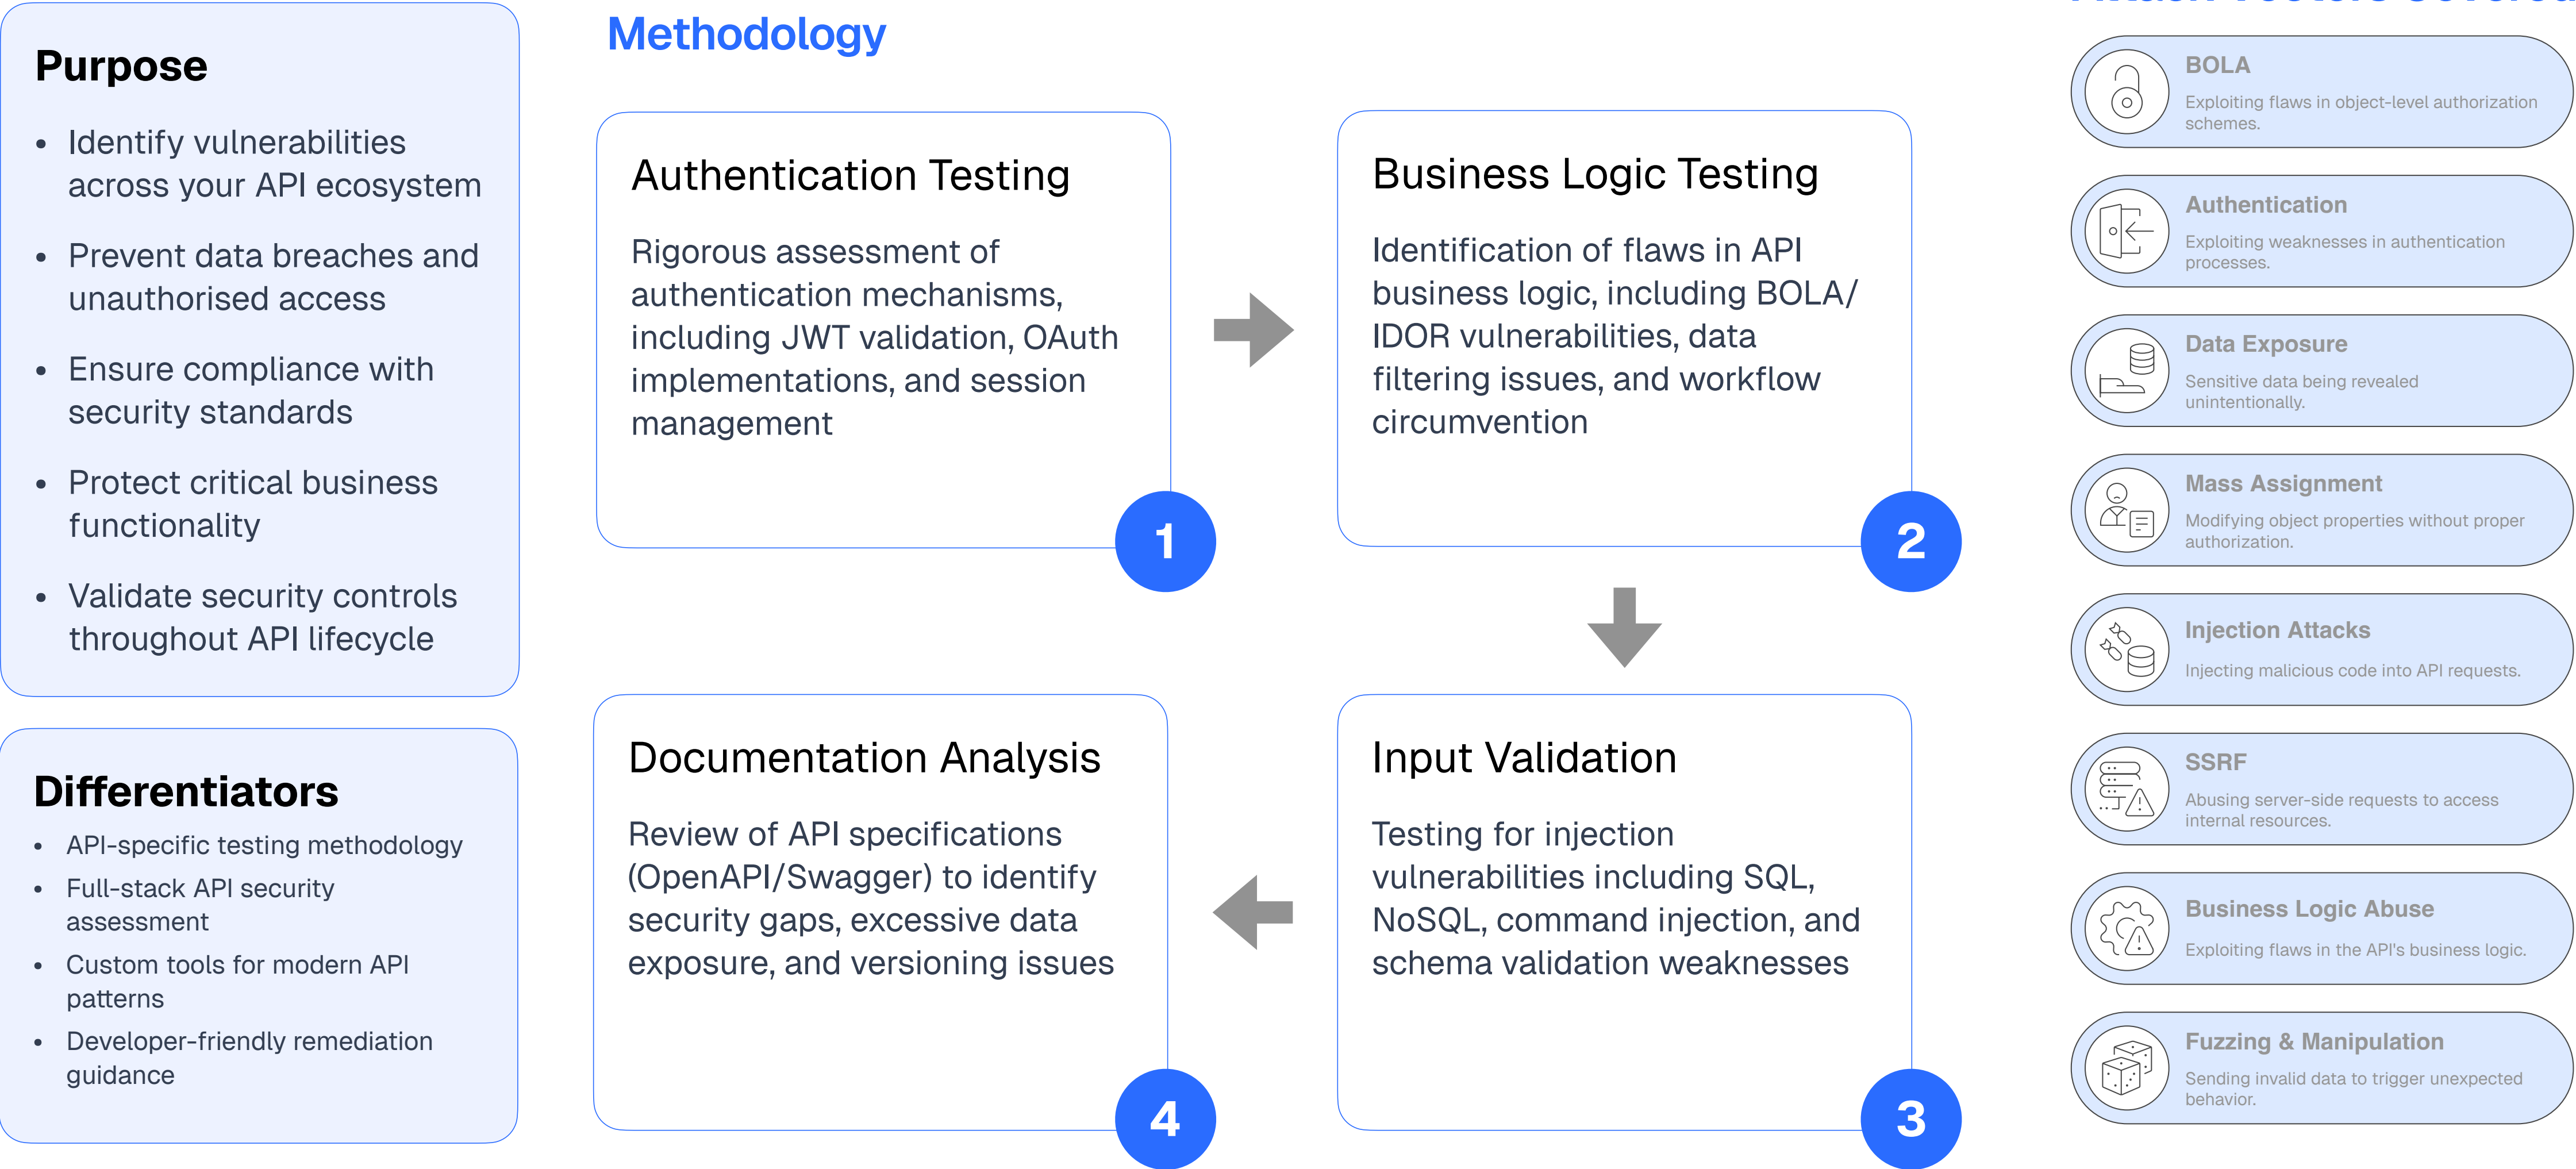 Purpose
• Identify vulnerabilities
across your API ecosystem
• Prevent data breaches and
unauthorised access
• Ensure compliance with
security standards
• Protect critical business
functionality
• Validate security controls
throughout API lifecycle
Differentiators
• API-specific testing methodology
• Full-stack API security
assessment
• Custom tools for modern API
patterns
• Developer-friendly remediation
guidance
Methodology
Authentication Testing
Rigorous assessment of
authentication mechanisms,
including JWT validation, OAuth
implementations, and session
management
1
Business Logic Testing
Identification of flaws in API
business logic, including BOLA/
IDOR vulnerabilities, data
filtering issues, and workflow
circumvention
2
Input Validation
Testing for injection
vulnerabilities including SQL,
NoSQL, command injection, and
schema validation weaknesses
3
Documentation Analysis
Review of API specifications
(OpenAPI/Swagger) to identify
security gaps, excessive data
exposure, and versioning issues
4
BOLA
Exploiting flaws in object-level authorization
schemes.
Authentication
Exploiting weaknesses in authentication
processes.
Data Exposure
Sensitive data being revealed
unintentionally.
Mass Assignment
Modifying object properties without proper
authorization.
Injection Attacks
Injecting malicious code into API requests.
SSRF
Abusing server-side requests to access
internal resources.
Business Logic Abuse
Exploiting flaws in the API's business logic.
Fuzzing & Manipulation
Sending invalid data to trigger unexpected
behavior.